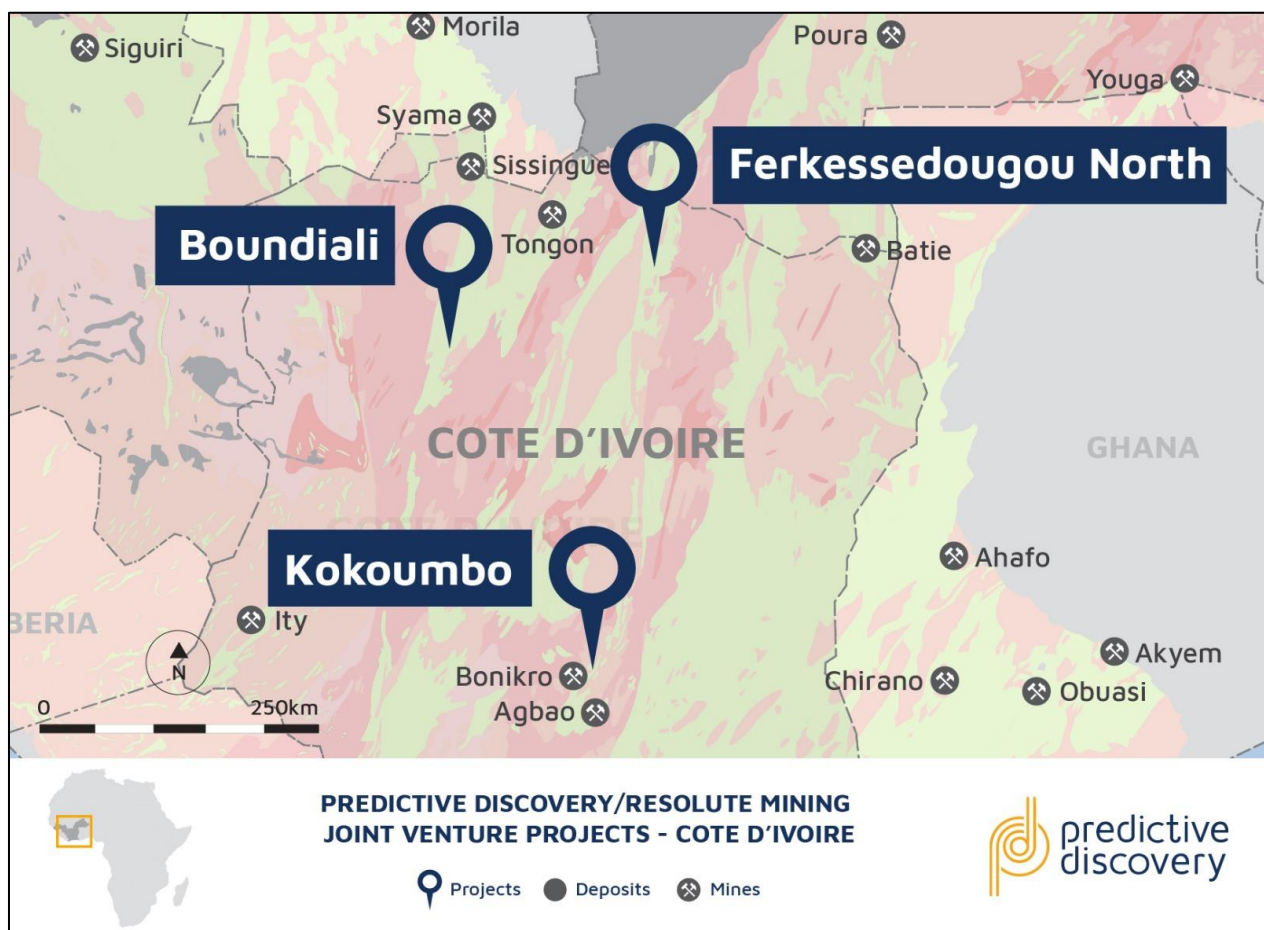 Morila
Siguiri
Poura
Youga
Syama
Sissingue
Ferkessedougou North
Boundiali
Tongon
Batie
COTE D'IVOIRE
GHANA
COTE D'IVOIRE
Kokoumbo
Ahafo
Ity
BERIA
N
Bonikro
Agbao
Akyem
Chirano
Obuasi
0 250km
PREDICTIVE DISCOVERY/RESOLUTE MINING
JOINT VENTURE PROJECTS - COTE D'IVOIRE
Projects Deposits Mines
predictive
discovery